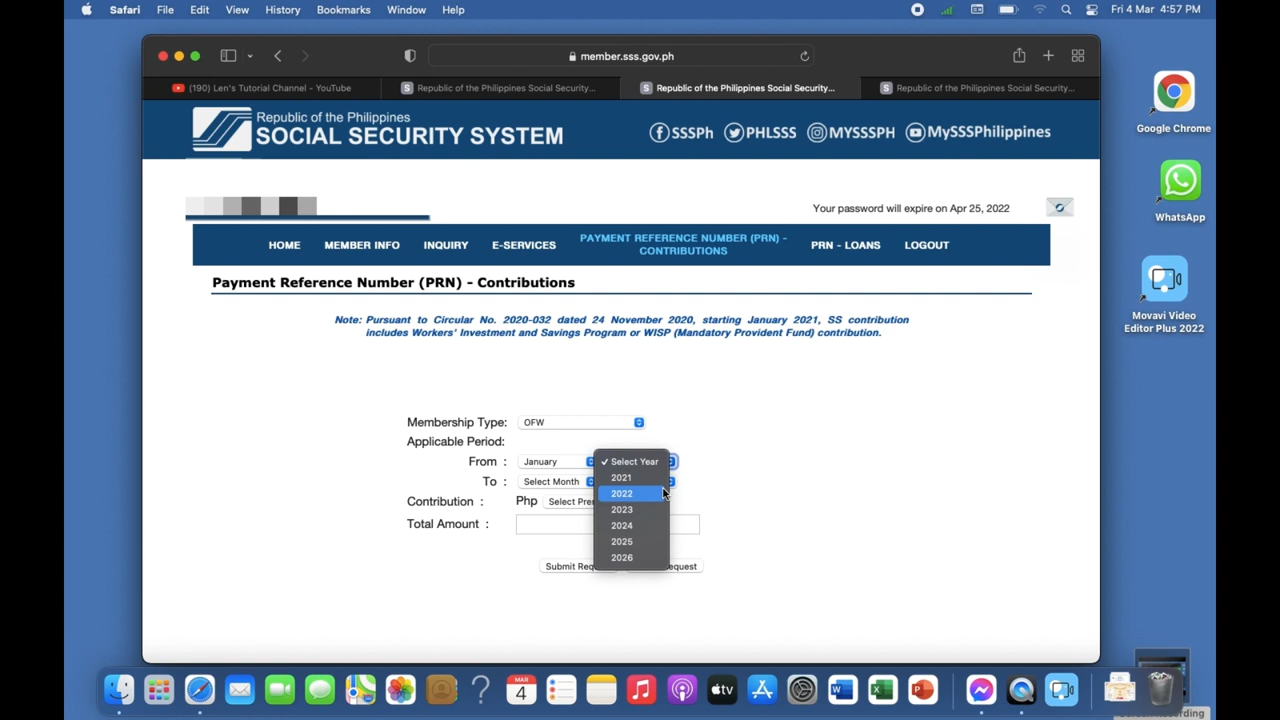 Safari File Edit View History Bookmarks Window Help Fri 4 Mar 4:57 PM
member.sss.gov.ph
(190) Len's Tutorial Channel - YouTube
Republic of the Philippines Social Security...
Republic of the Philippines Social Security...
Republic of the Philippines Social Security...
Republic of the Philippines
SOCIAL SECURITY SYSTEM
SSSPh PHLSSS MYSSSPH MySSSPhilippines
Google Chrome
WhatsApp
Movavi Video
Editor Plus 2022
Your password will expire on Apr 25, 2022
HOME MEMBER INFO INQUIRY E-SERVICES PAYMENT REFERENCE NUMBER (PRN) - CONTRIBUTIONS PRN - LOANS LOGOUT
Payment Reference Number (PRN) - Contributions
Note: Pursuant to Circular No. 2020-032 dated 24 November 2020, starting January 2021, SS contribution
includes Workers' Investment and Savings Program or WISP (Mandatory Provident Fund) contribution.
Membership Type: OFW
Applicable Period:
From : January
✓ Select Year
2021
2022
2023
2024
2025
2026
To : Select Month
Contribution : Php Select
Total Amount :
Submit
MAR
4
tv
W
X
P